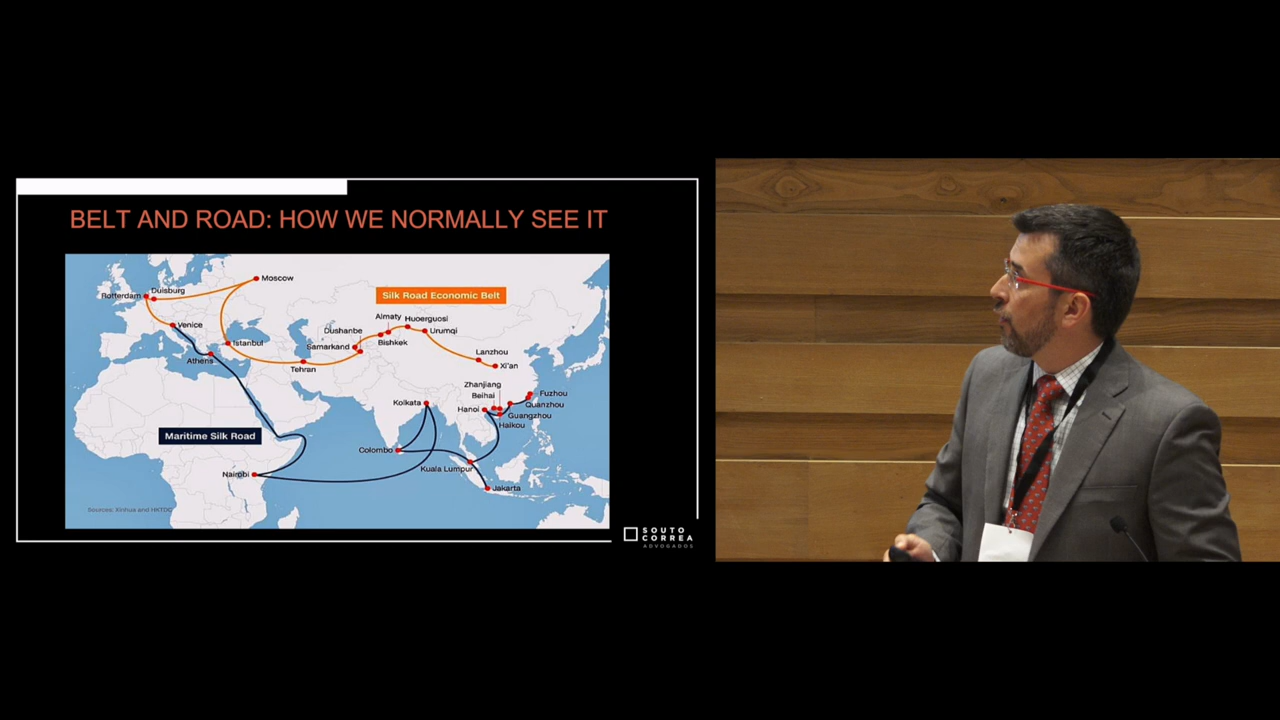 BELT AND ROAD: HOW WE NORMALLY SEE IT
Moscow
Duisburg
Rotterdam
Silk Road Economic Belt
Venice
Almaty
Huoerguosi
Dushanbe
Urumqi
Istanbul
Samarkand
Bishkek
Athens
Lanzhou
Tehran
Xi'an
Zhanjiang
Beihai
Fuzhou
Kolkata
Quanzhou
Hanoi
Guangzhou
Haikou
Maritime Silk Road
Colombo
Kuala Lumpur
Nairobi
Jakarta
Sources, Xinhua and HKTDC
SOUTO
CORREA
ADVOGADOS